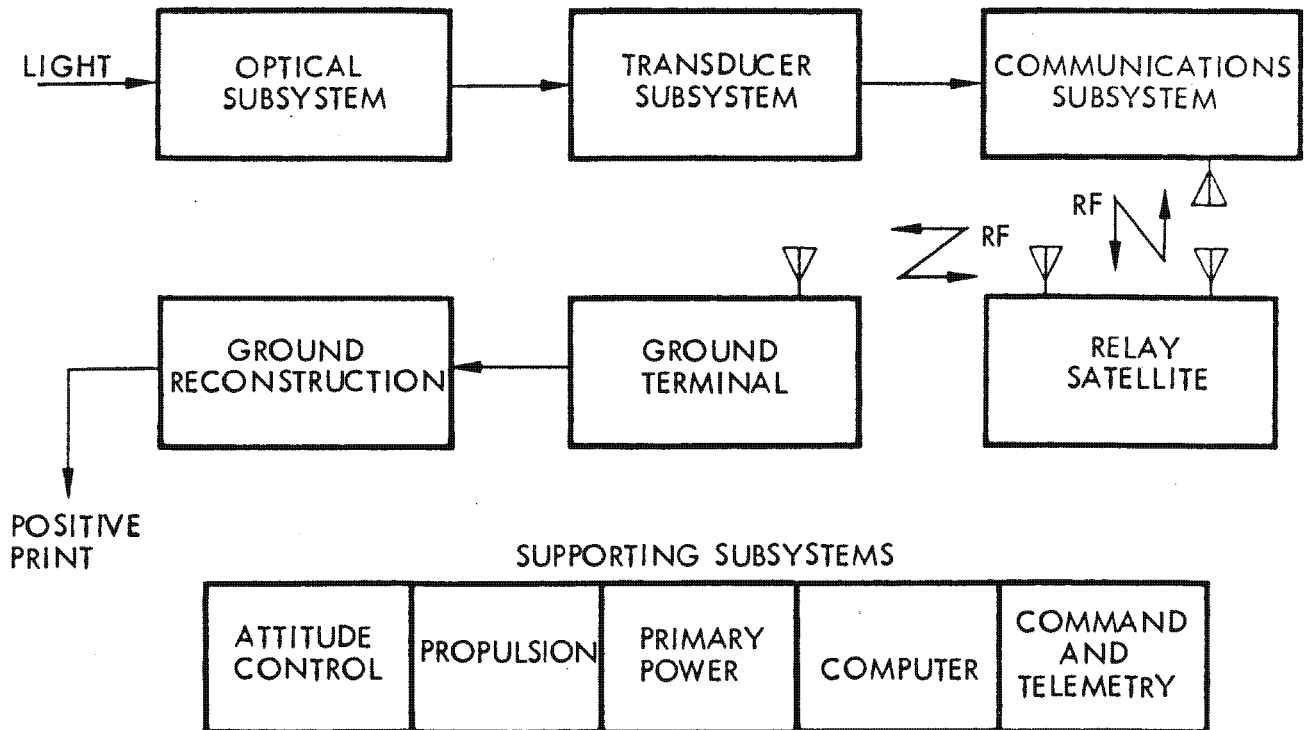 LIGHT
OPTICAL
SUBSYSTEM
TRANSDUCER
SUBSYSTEM
COMMUNICATIONS
SUBSYSTEM
RF
RF
GROUND
RECONSTRUCTION
GROUND
TERMINAL
RELAY
SATELLITE
POSITIVE
PRINT
SUPPORTING SUBSYSTEMS
ATTITUDE
CONTROL
PROPULSION
PRIMARY
POWER
COMPUTER
COMMAND
AND
TELEMETRY